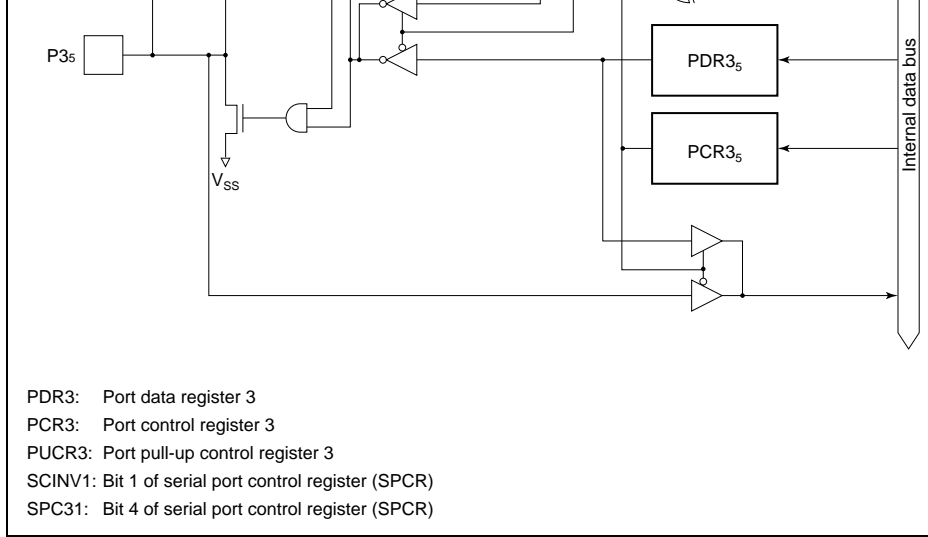 P3₅
PDR3₅
Internal data bus
PCR3₅
V_SS
PDR3: Port data register 3
PCR3: Port control register 3
PUCR3: Port pull-up control register 3
SCINV1: Bit 1 of serial port control register (SPCR)
SPC31: Bit 4 of serial port control register (SPCR)